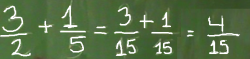 3/2 + 1/5 = 3/15 + 1/15 = 4/15